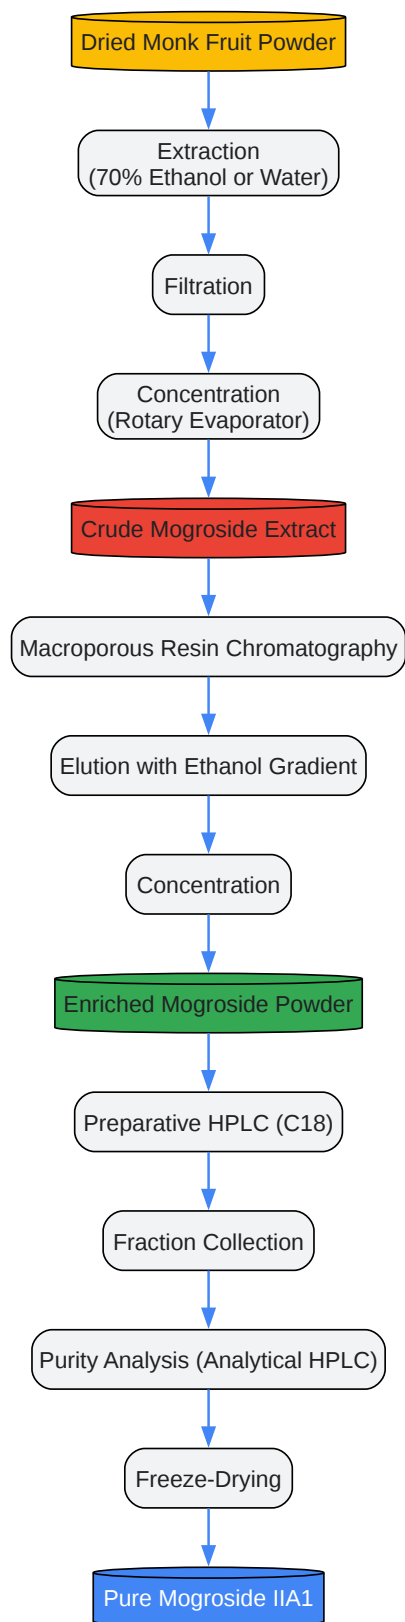 Dried Monk Fruit Powder
Extraction
(70% Ethanol or Water)
Filtration
Concentration
(Rotary Evaporator)
Crude Mogroside Extract
Macroporous Resin Chromatography
Elution with Ethanol Gradient
Concentration
Enriched Mogroside Powder
Preparative HPLC (C18)
Fraction Collection
Purity Analysis (Analytical HPLC)
Freeze-Drying
Pure Mogroside IIA1